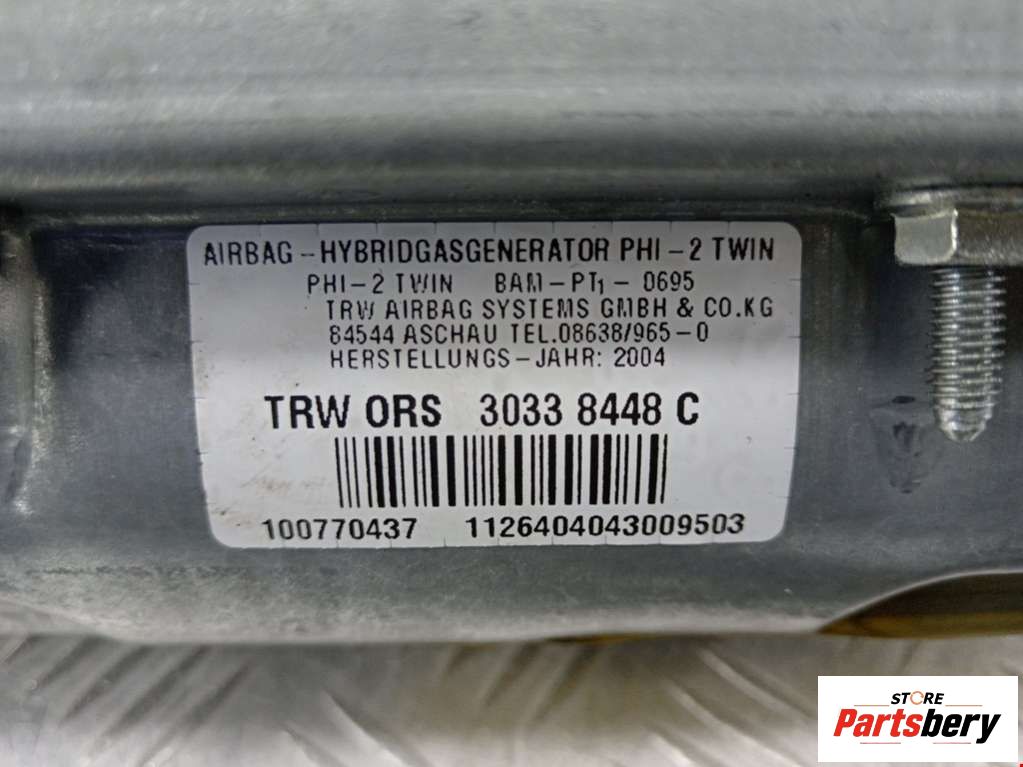 AIRBAG - HYBRIDGASGENERATOR PHI - 2 TWIN
PHI - 2 TWIN BAM - PT1 - 0695
TRW AIRBAG SYSTEMS GMBH & CO.KG
84544 ASCHAU TEL.08638/965-0
HERSTELLUNGS - JAHR: 2004
TRW ORS 3033 8448 C
100770437 1126404043009503
STORE
Partsbery